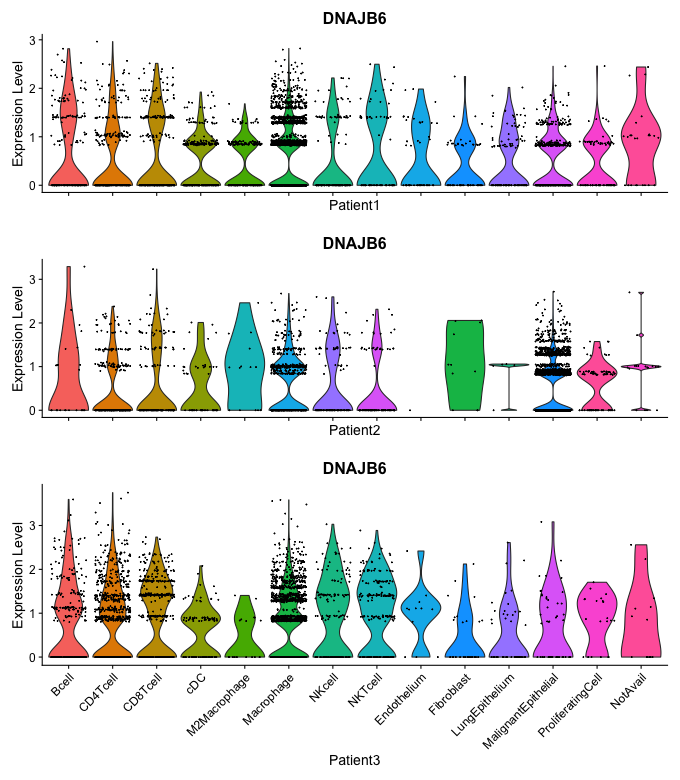 DNAJB6
Expression Level
3
2
1
0
Patient1
DNAJB6
Expression Level
3
2
1
0
Patient2
DNAJB6
Expression Level
3
2
1
0
Bcell
CD4Tcell
CD8Tcell
cDC
M2Macrophage
Macrophage
NKcell
NKTcell
Endothelium
Fibroblast
LungEpithelium
MalignantEpithelial
ProliferatingCell
NotAvail
Patient3